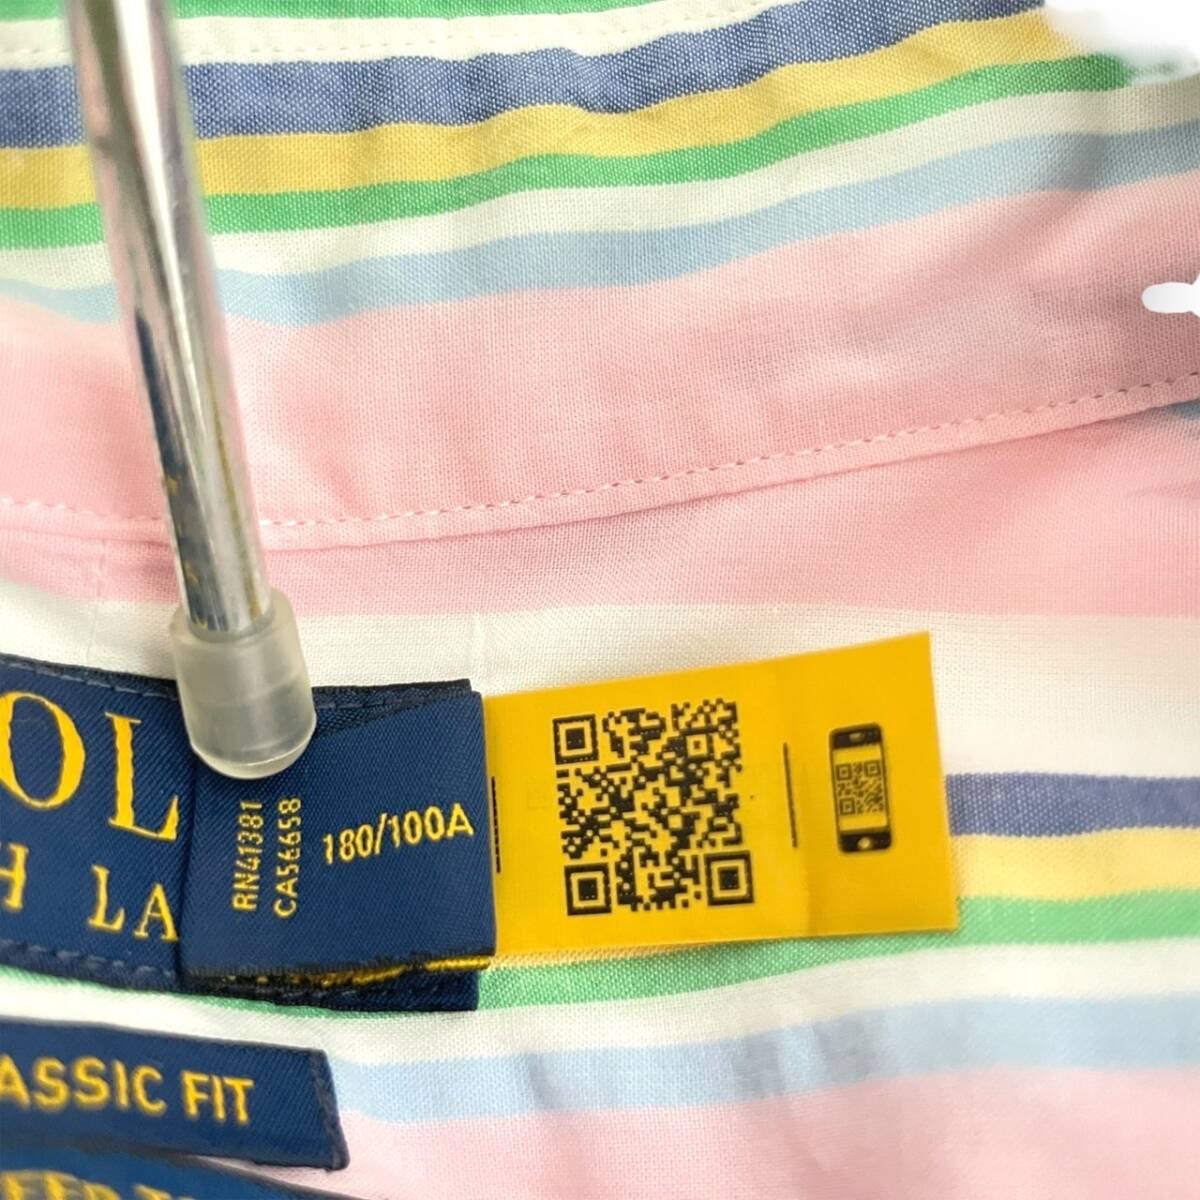 OL
H LA
RN41381
CA56658
180/100A
ASSIC FIT